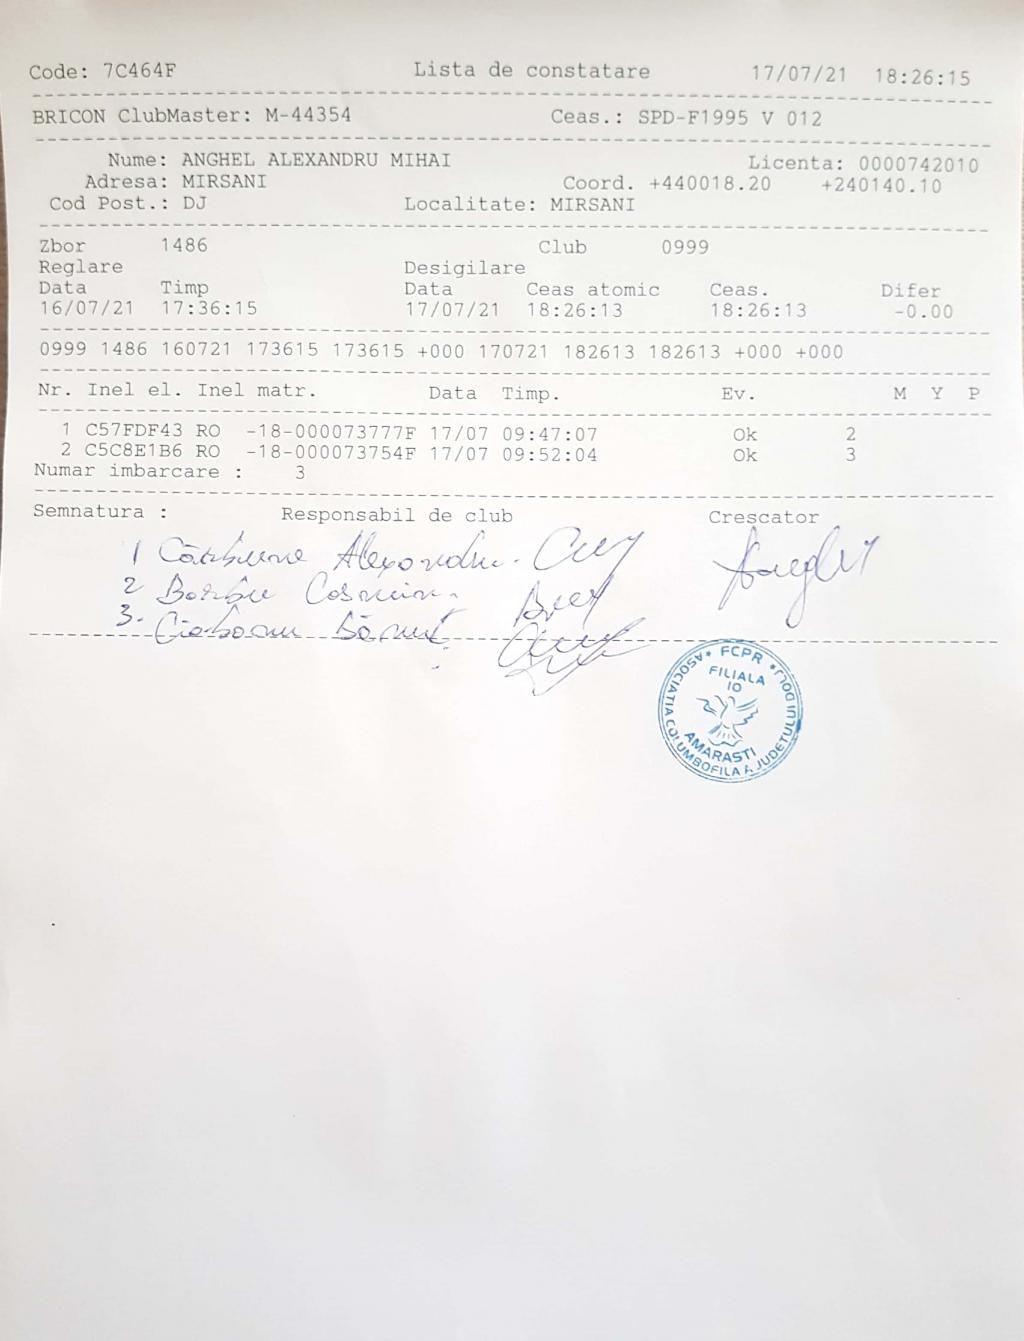 Code: 7C464F Lista de constatare 17/07/21 18:26:15
BRICON ClubMaster: M-44354 Ceas.: SPD-F1995 V 012
Nume: ANGHEL ALEXANDRU MIHAI Licenta: 0000742010
Adresa: MIRSANI Coord. +440018.20 +240140.10
Cod Post.: DJ Localitate: MIRSANI
Zbor 1486 Club 0999
Reglare Desigilare
Data Timp Data Ceas atomic Ceas. Difer
16/07/21 17:36:15 17/07/21 18:26:13 18:26:13 -0.00
0999 1486 160721 173615 173615 +000 170721 182613 182613 +000 +000
Nr. Inel el. Inel matr. Data Timp. Ev. M Y P
1 C57FDF43 RO -18-000073777F 17/07 09:47:07 Ok 2
2 C5C8E1B6 RO -18-000073754F 17/07 09:52:04 Ok 3
Numar imbarcare : 3
Semnatura : Responsabil de club Crescator
1 Alexandru
2 Barbu Cosmin
3.
FCPR
FILIALA
10
AMARASTI
ASOCIATIA COLUMBOFILA A JUDETULUI DOLJ